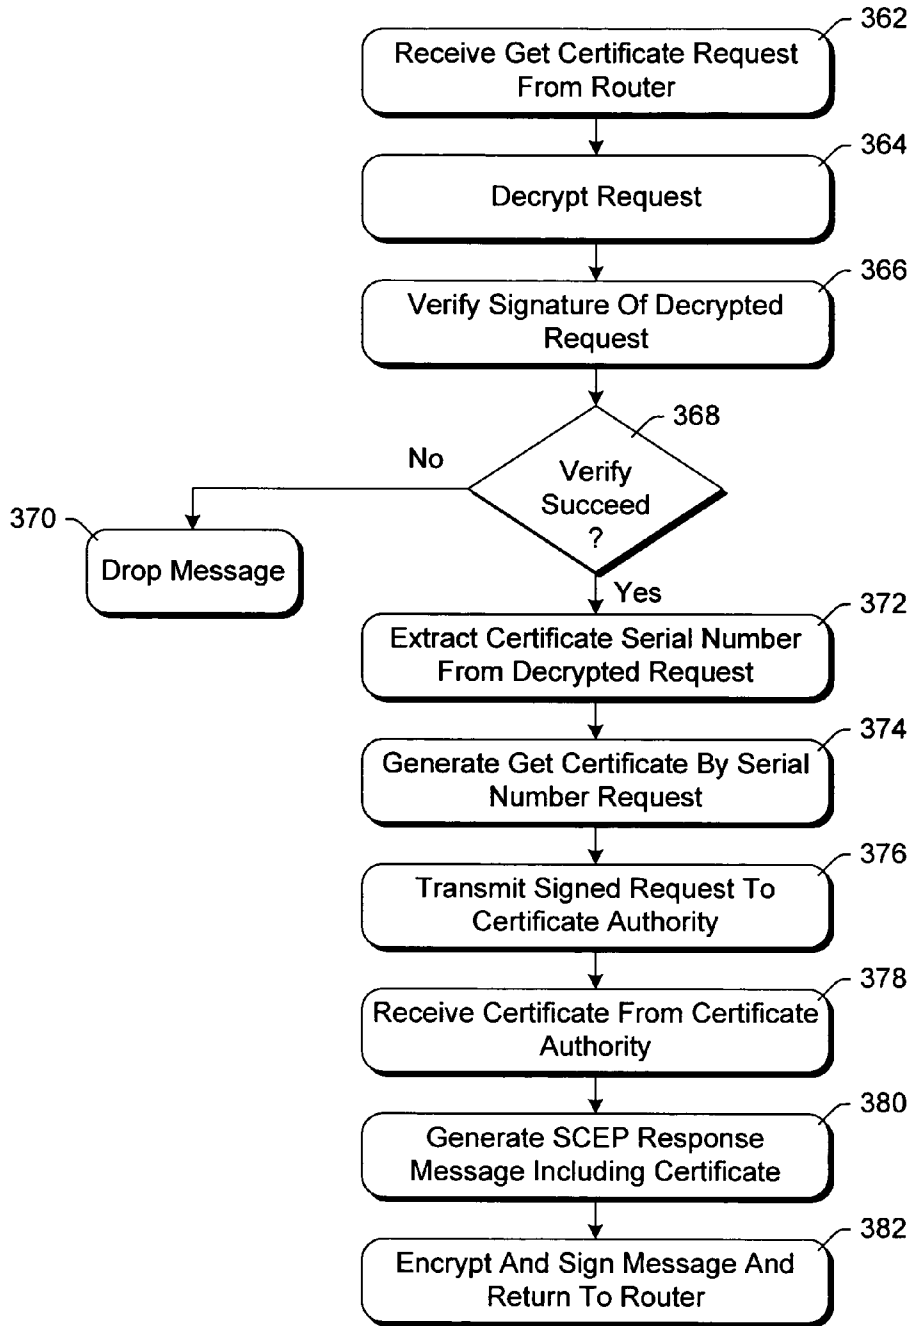 362
Receive Get Certificate Request
From Router
364
Decrypt Request
366
Verify Signature Of Decrypted
Request
368
Verify
Succeed
?
No
370
Drop Message
Yes
372
Extract Certificate Serial Number
From Decrypted Request
374
Generate Get Certificate By Serial
Number Request
376
Transmit Signed Request To
Certificate Authority
378
Receive Certificate From Certificate
Authority
380
Generate SCEP Response
Message Including Certificate
382
Encrypt And Sign Message And
Return To Router